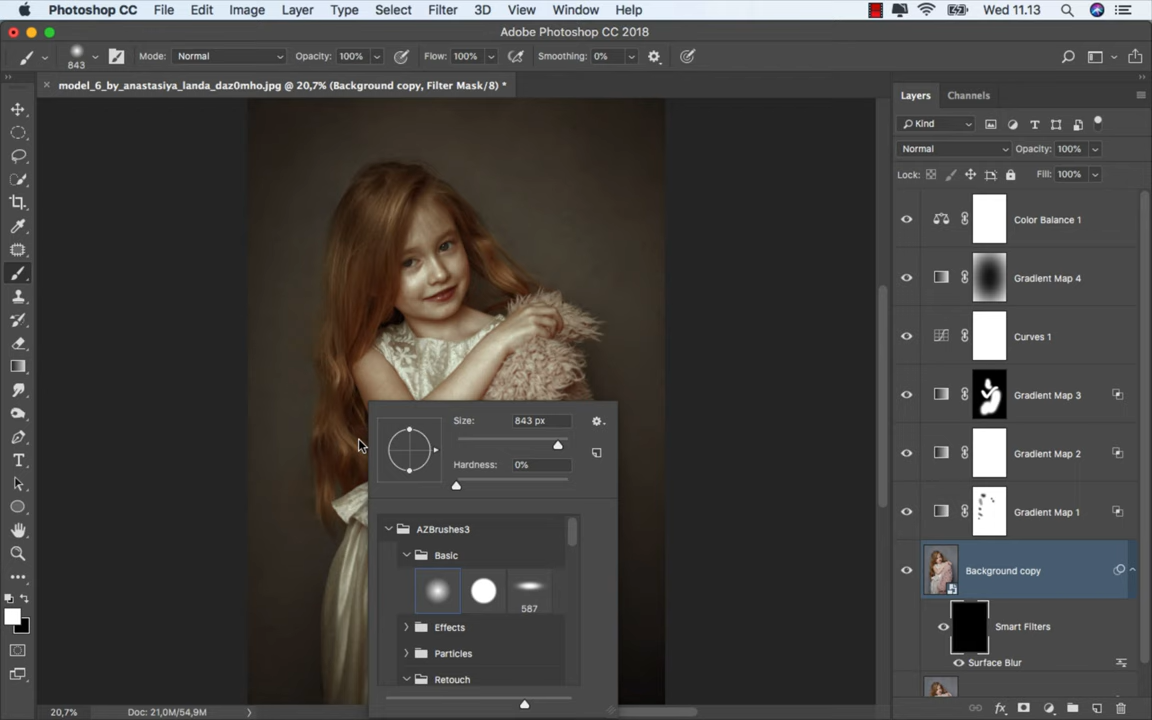 Photoshop CC File Edit Image Layer Type Select Filter 3D View Window Help Wed 11.13
Adobe Photoshop CC 2018
843 Mode: Normal Opacity: 100% Flow: 100% Smoothing: 0%
model_6_by_anastasiya_landa_daz0mho.jpg @ 20,7% (Background copy, Filter Mask/8) *
Layers Channels
Kind
Normal Opacity: 100%
Lock: Fill: 100%
Color Balance 1
Gradient Map 4
Curves 1
Gradient Map 3
Gradient Map 2
Gradient Map 1
Background copy
Smart Filters
Surface Blur
Size: 843 px
Hardness: 0%
AZBrushes3
Basic
587
Effects
Particles
Retouch
20,7% Doc: 21,0M/54,9M